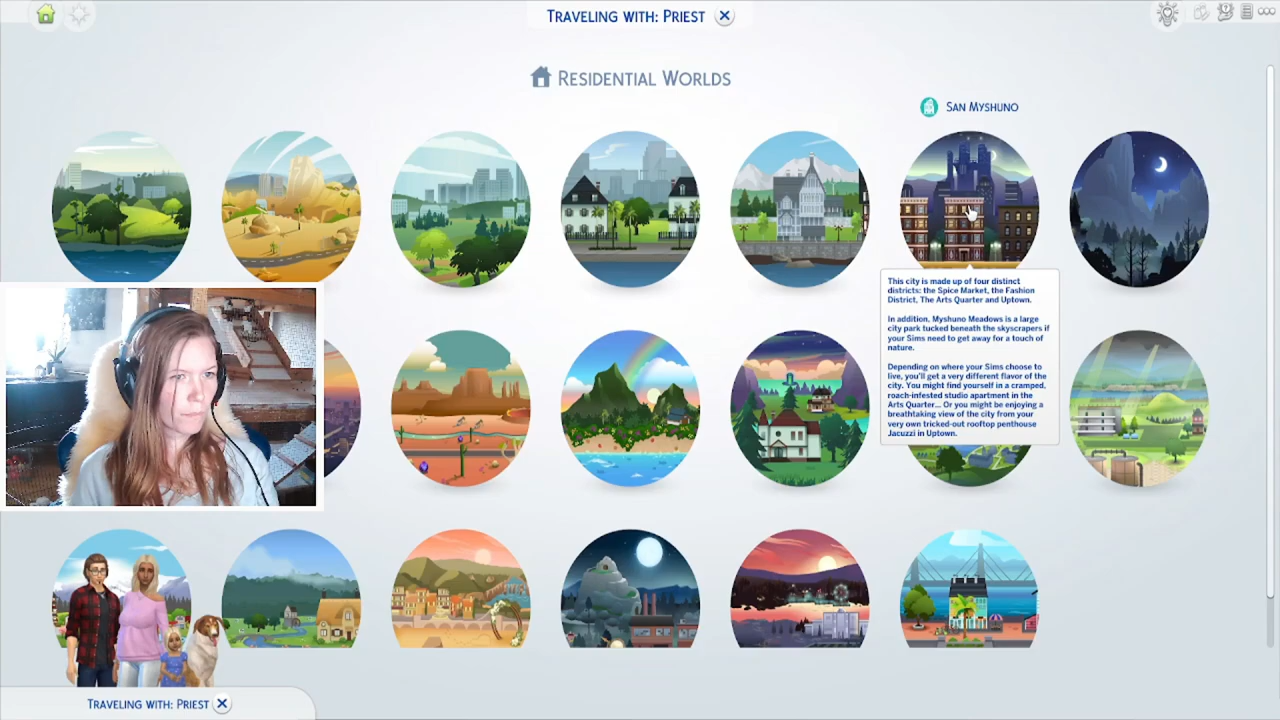 TRAVELING WITH: PRIEST
RESIDENTIAL WORLDS
SAN MYSHUNO
This city is made up of four distinct
districts: the Spice Market, the Fashion
District, The Arts Quarter and Uptown.
In addition, Myshuno Meadows is a large
city park tucked beneath the skyscrapers if
your Sims need to get away for a touch of
nature.
Depending on where your Sims choose to
live, you'll get a very different flavor of the
city. You might find yourself in a cramped,
roach-infested studio apartment in the
Arts Quarter... Or you might be enjoying a
breathtaking view of the city from your
very own tricked-out rooftop penthouse
Jacuzzi in Uptown.
TRAVELING WITH: PRIEST